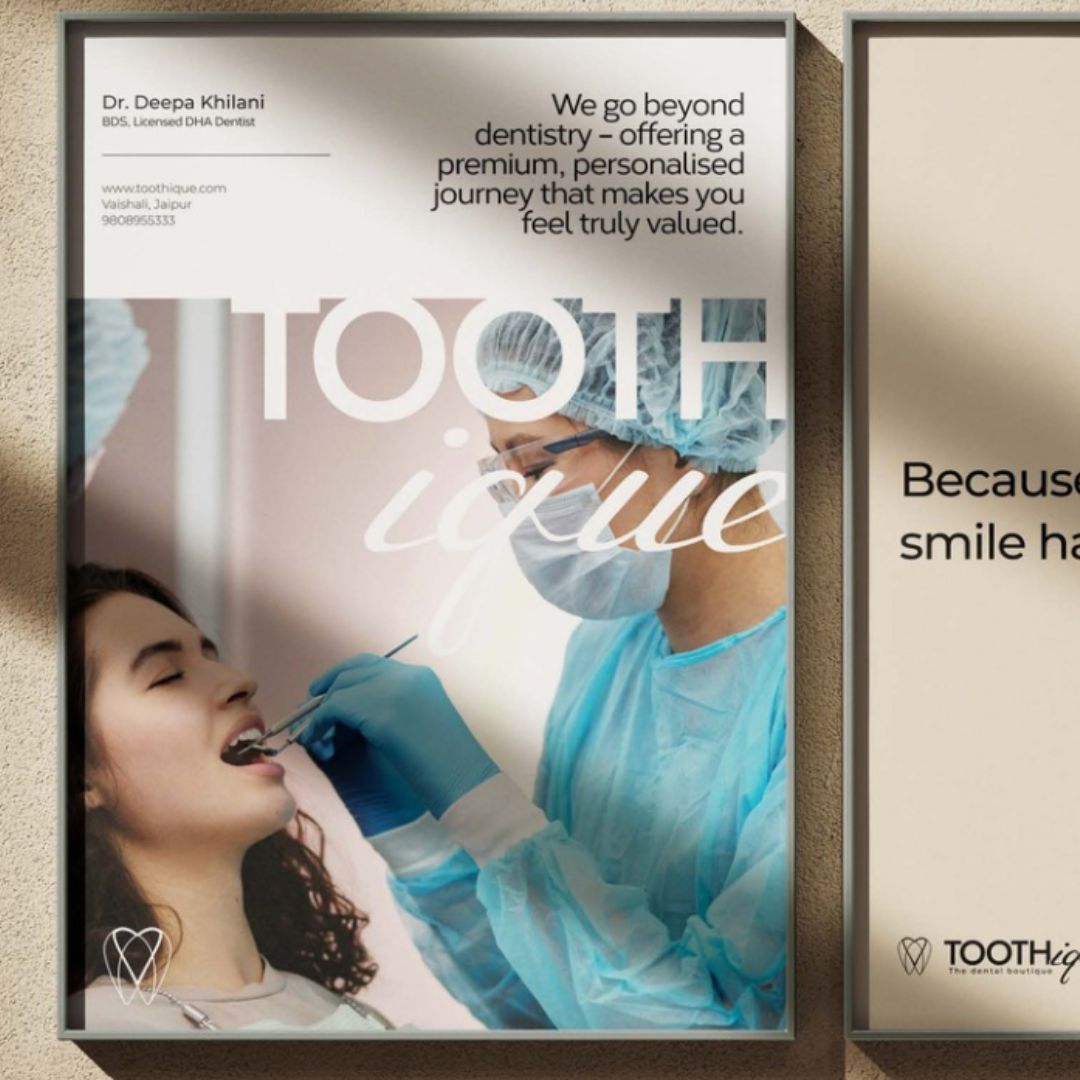 Dr. Deepa Khilani
BDS, Licensed DHA Dentist
www.toothique.com
Vaishali, Jaipur
9808955333
We go beyond
dentistry – offering a
premium, personalised
journey that makes you
feel truly valued.
TOOTH
ique
Because
smile ha
TOOTHiq
The dental boutique